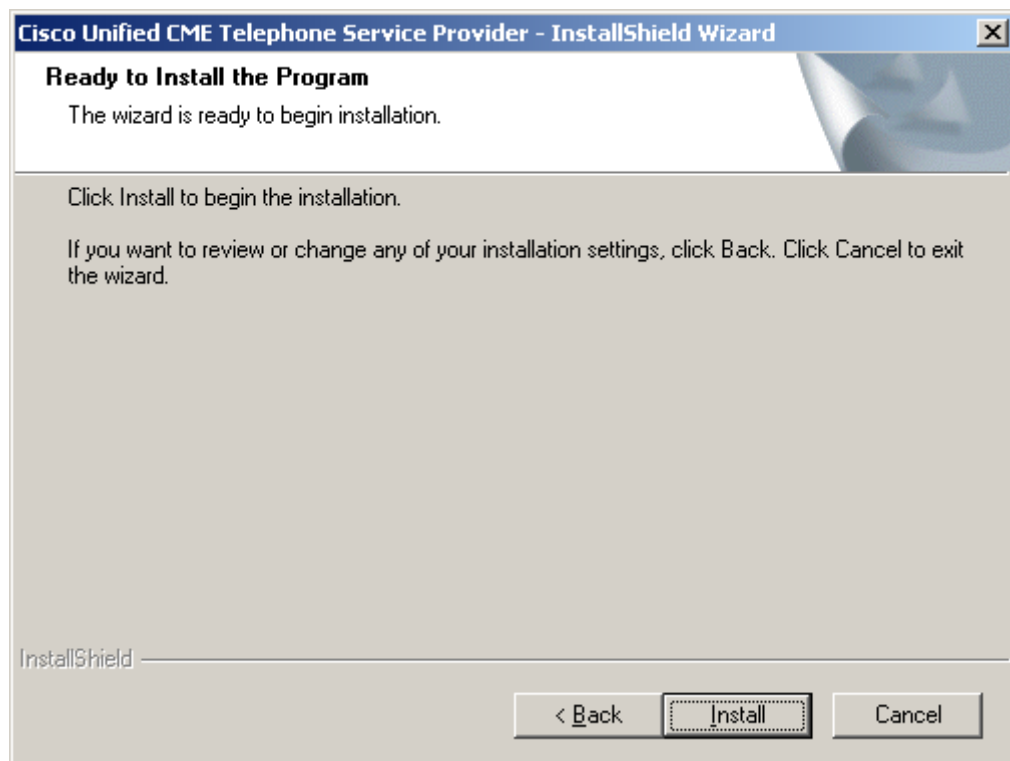 Cisco Unified CME Telephone Service Provider - InstallShield Wizard
Ready to Install the Program
The wizard is ready to begin installation.
Click Install to begin the installation.
If you want to review or change any of your installation settings, click Back. Click Cancel to exit
the wizard.
InstallShield
< Back
Install
Cancel